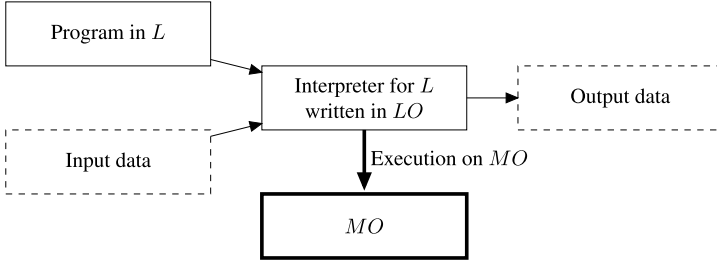 Program in L
Interpreter for L
written in LO
Output data
Input data
Execution on MO
MO